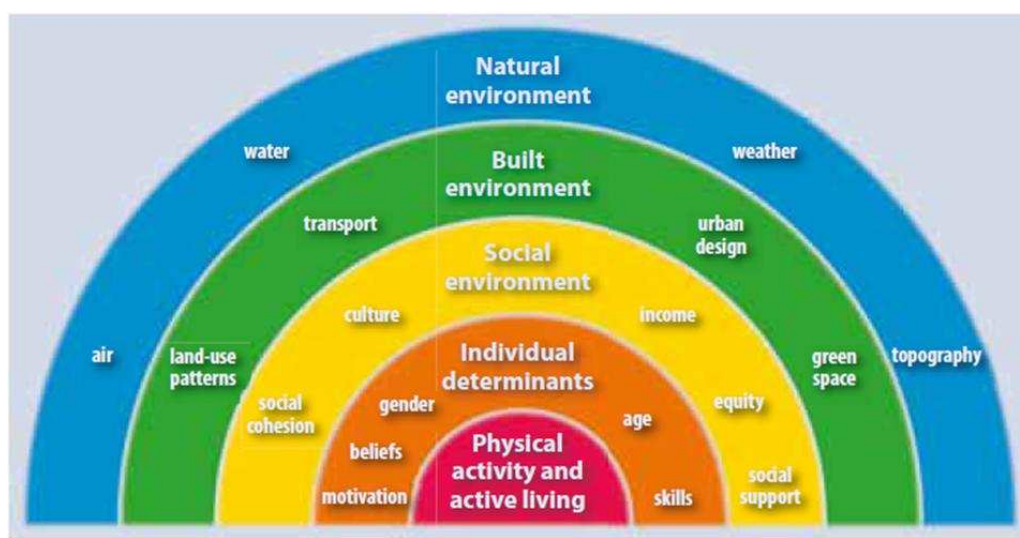 Natural
environment
water
weather
Built
environment
transport
urban
design
Social
environment
culture
income
air
land-use
patterns
green
space
topography
Individual
determinants
social
cohesion
gender
age
equity
beliefs
Physical
activity and
active living
motivation
skills
social
support